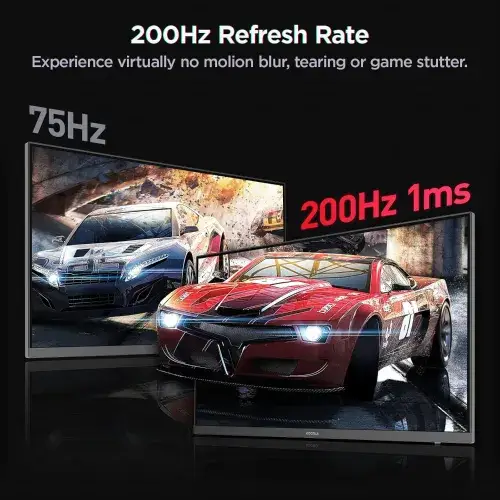 200Hz Refresh Rate
Experience virtually no molion blur, tearing or game stutter.
75Hz
200Hz 1ms